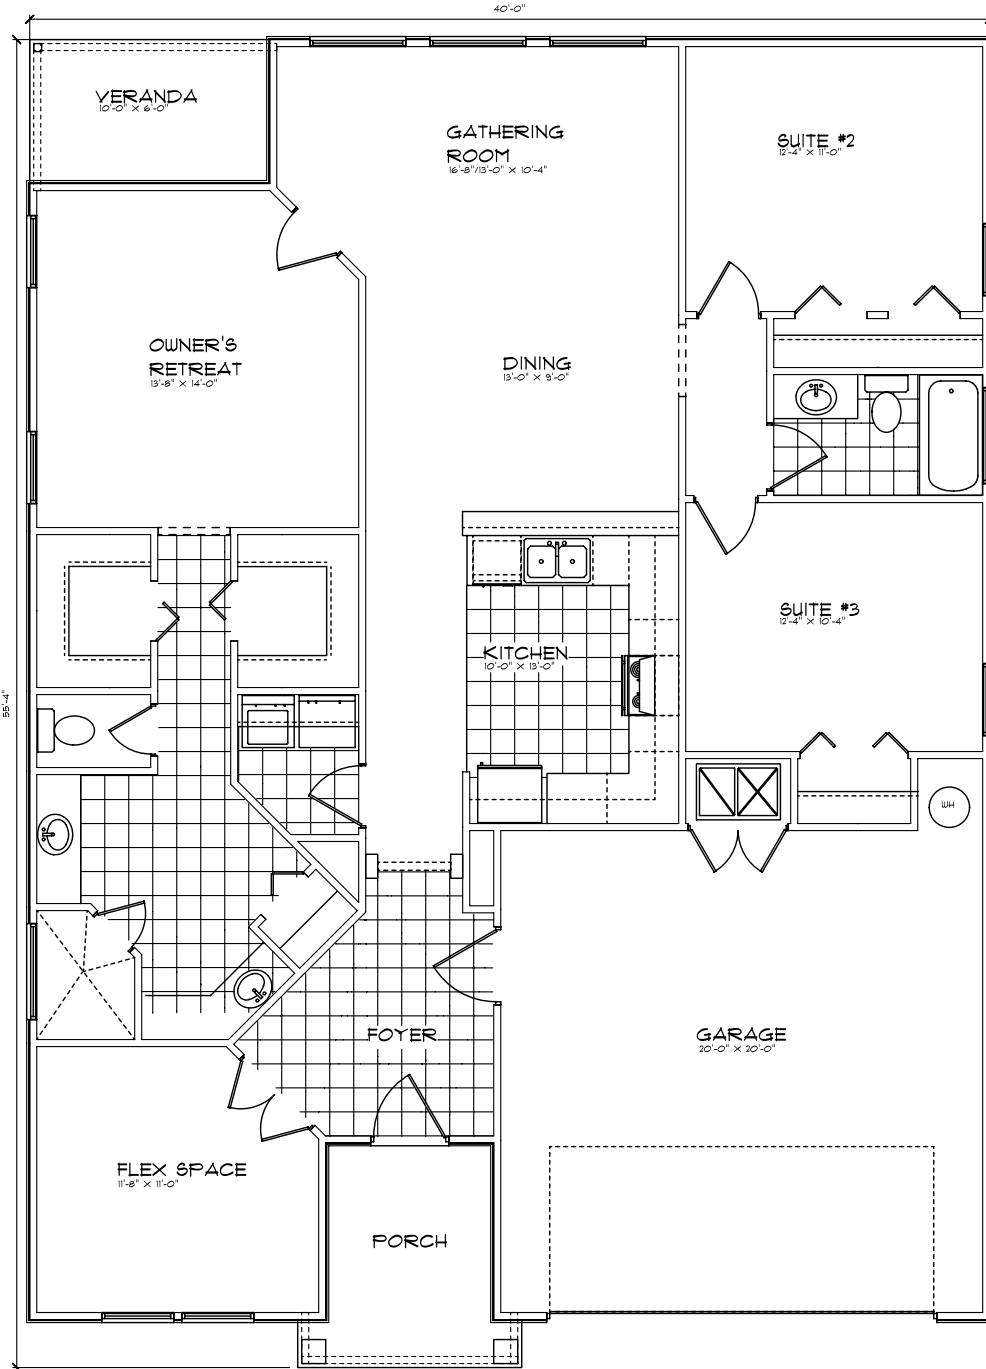 40'-0"
VERANDA
10'-0" X 6'-0"
GATHERING
ROOM
16'-8"/13'-0" X 10'-4"
SUITE #2
12'-4" X 11'-0"
OWNER'S
RETREAT
13'-8" X 14'-0"
DINING
13'-0" X 9'-0"
SUITE #3
12'-4" X 10'-4"
KITCHEN
10'-0" X 13'-0"
55'-4"
WH
FOYER
GARAGE
20'-0" X 20'-0"
FLEX SPACE
11'-8" X 11'-0"
PORCH